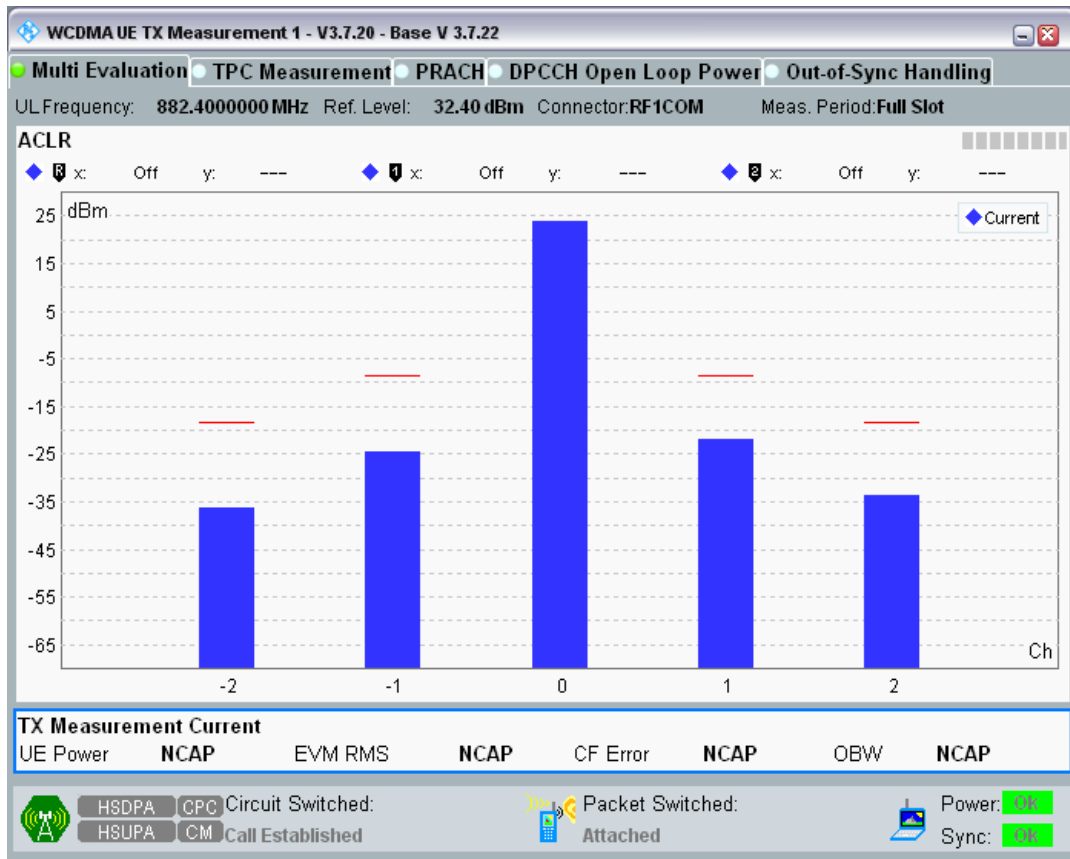 WCDMA UE TX Measurement 1 - V3.7.20 - Base V 3.7.22
Multi Evaluation TPC Measurement PRACH DPCCH Open Loop Power Out-of-Sync Handling
UL Frequency: 882.4000000 MHz Ref. Level: 32.40 dBm Connector:RF1COM Meas. Period:Full Slot
ACLR
R x: Off y: --- 1 x: Off y: --- 2 x: Off y: ---
dBm
Current
25
15
5
-5
-15
-25
-35
-45
-55
-65
Ch
-2 -1 0 1 2
TX Measurement Current
UE Power NCAP EVM RMS NCAP CF Error NCAP OBW NCAP
HSDPA CPC Circuit Switched: Packet Switched: Power: Ok
HSUPA CM Call Established Attached Sync: Ok